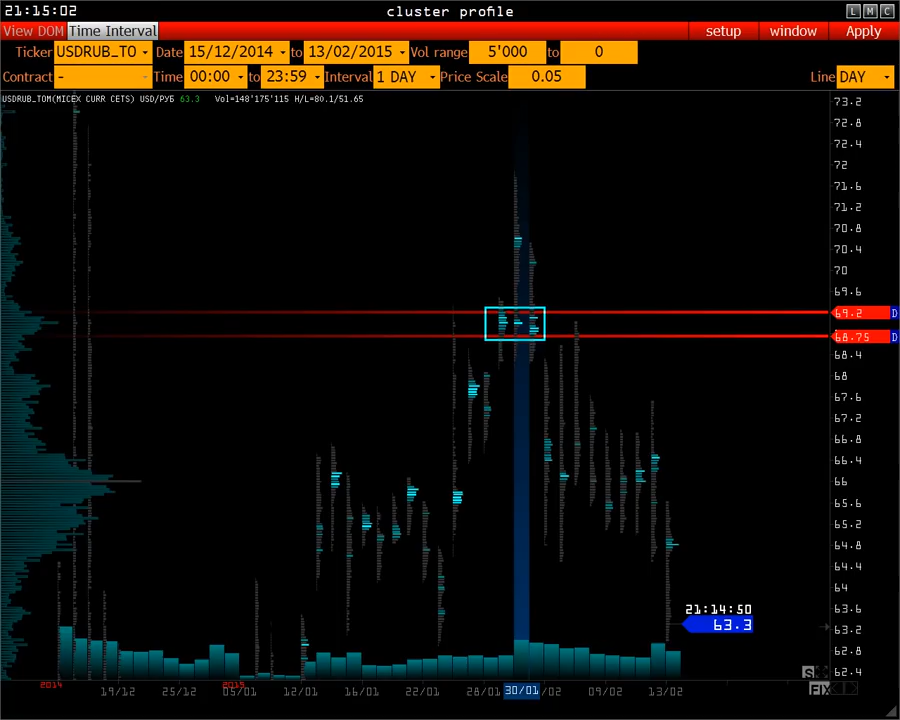 21:15:02 cluster profile L M C
View DOM Time Interval setup window Apply
Ticker USDRUB_TO Date 15/12/2014 to 13/02/2015 Vol range 5'000 to 0
Contract - Time 00:00 to 23:59 Interval 1 DAY Price Scale 0.05 Line DAY
USDRUB_TOM(MICEX CURR CETS) USD/РУБ 63.3 Vol=148'175'115 H/L=80.1/51.65
73.2
72.8
72.4
72
71.6
71.2
70.8
70.4
70
69.6
69.2 D
68.75 D
68.4
68
67.6
67.2
66.8
66.4
66
65.6
65.2
64.8
64.4
64
63.6
63.2
62.8
62.4
21:14:50
63.3
S
FIX
2014 2015
19/12 25/12 05/01 12/01 16/01 22/01 28/01 30/01 /02 09/02 13/02